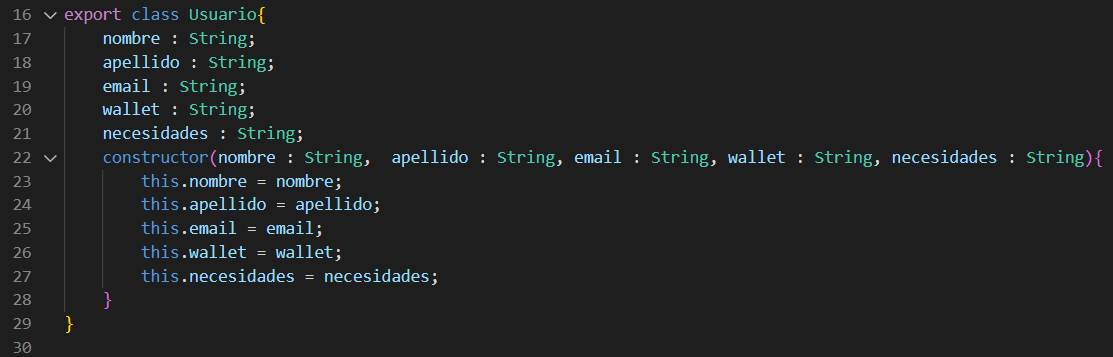 16 export class Usuario{
17     nombre : String;
18     apellido : String;
19     email : String;
20     wallet : String;
21     necesidades : String;
22     constructor(nombre : String,  apellido : String, email : String, wallet : String, necesidades : String){
23         this.nombre = nombre;
24         this.apellido = apellido;
25         this.email = email;
26         this.wallet = wallet;
27         this.necesidades = necesidades;
28     }
29 }
30